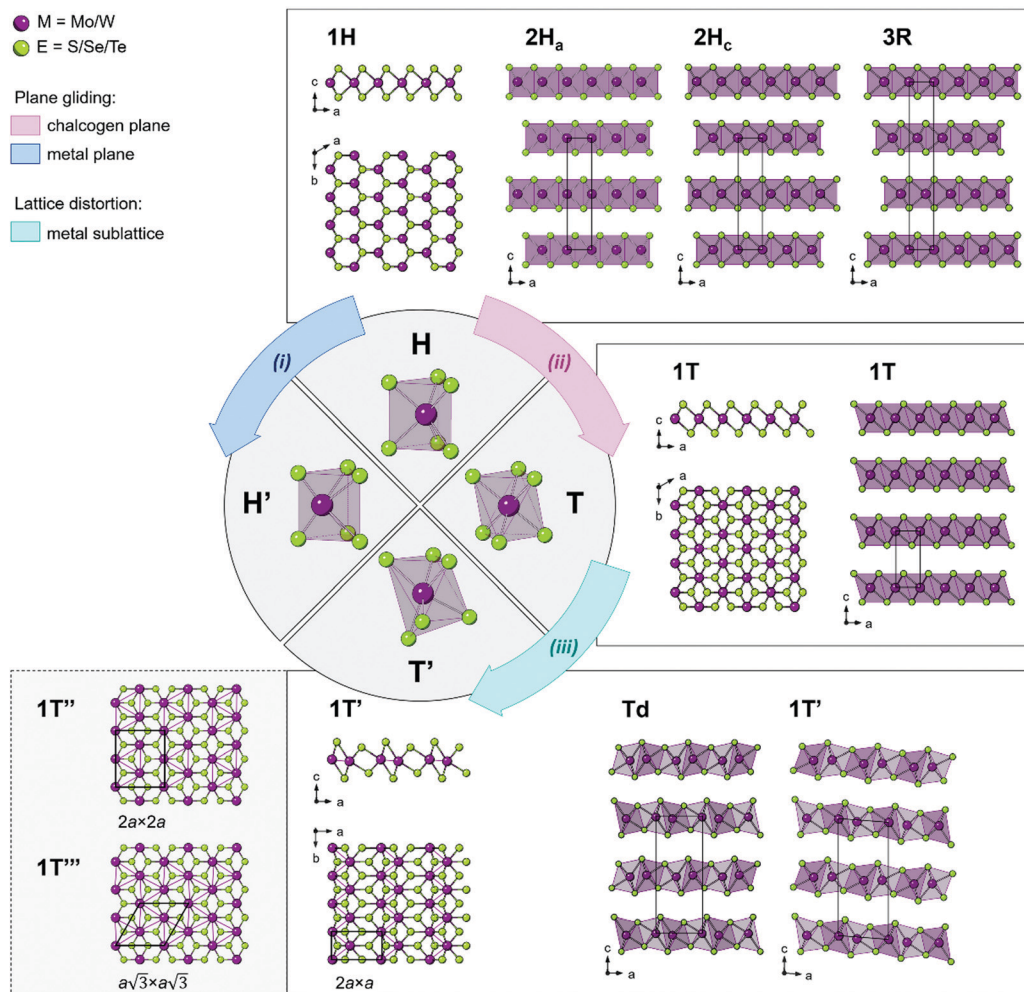 M = Mo/W
E = S/Se/Te
Plane gliding:
chalcogen plane
metal plane
Lattice distortion:
metal sublattice
1H
2Ha
2Hc
3R
c
a
a
b
c
a
c
a
c
a
(i)
H
(ii)
H'
T
T'
(iii)
1T
1T
c
a
a
b
c
a
1T''
2a×2a
1T'''
a√3×a√3
1T'
Td
1T'
c
a
a
b
2a×a
c
a
c
a